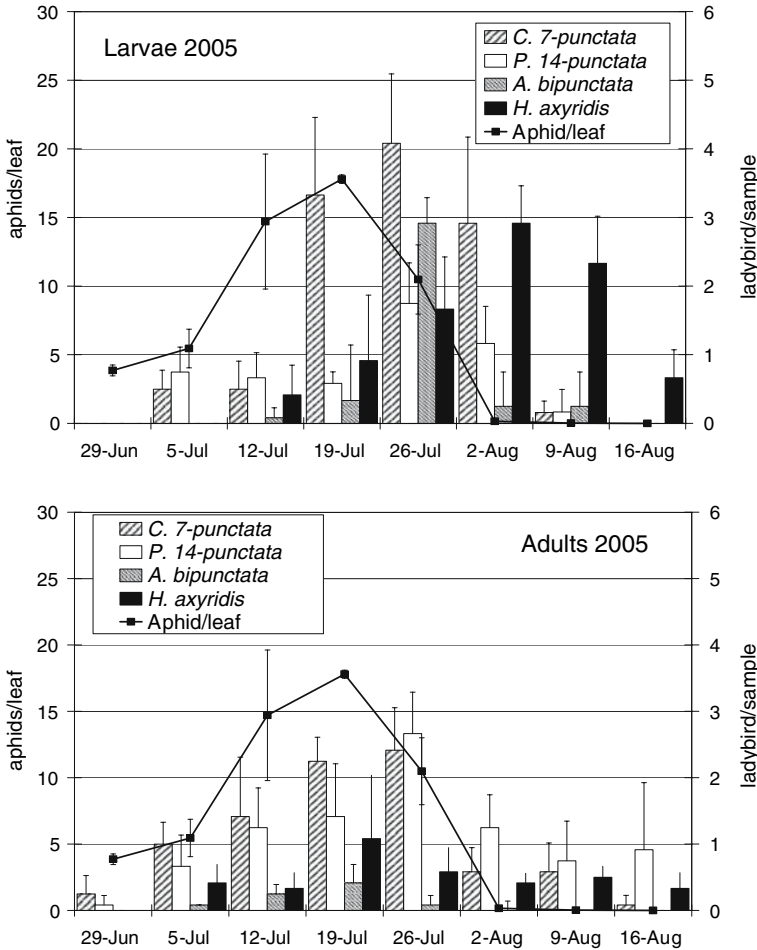 Larvae 2005
C. 7-punctata
P. 14-punctata
A. bipunctata
H. axyridis
Aphid/leaf
aphids/leaf
30
25
20
15
10
5
0
ladybird/sample
6
5
4
3
2
1
0
29-Jun 5-Jul 12-Jul 19-Jul 26-Jul 2-Aug 9-Aug 16-Aug
C. 7-punctata
P. 14-punctata
A. bipunctata
H. axyridis
Aphid/leaf
Adults 2005
aphids/leaf
30
25
20
15
10
5
0
ladybird/sample
6
5
4
3
2
1
0
29-Jun 5-Jul 12-Jul 19-Jul 26-Jul 2-Aug 9-Aug 16-Aug